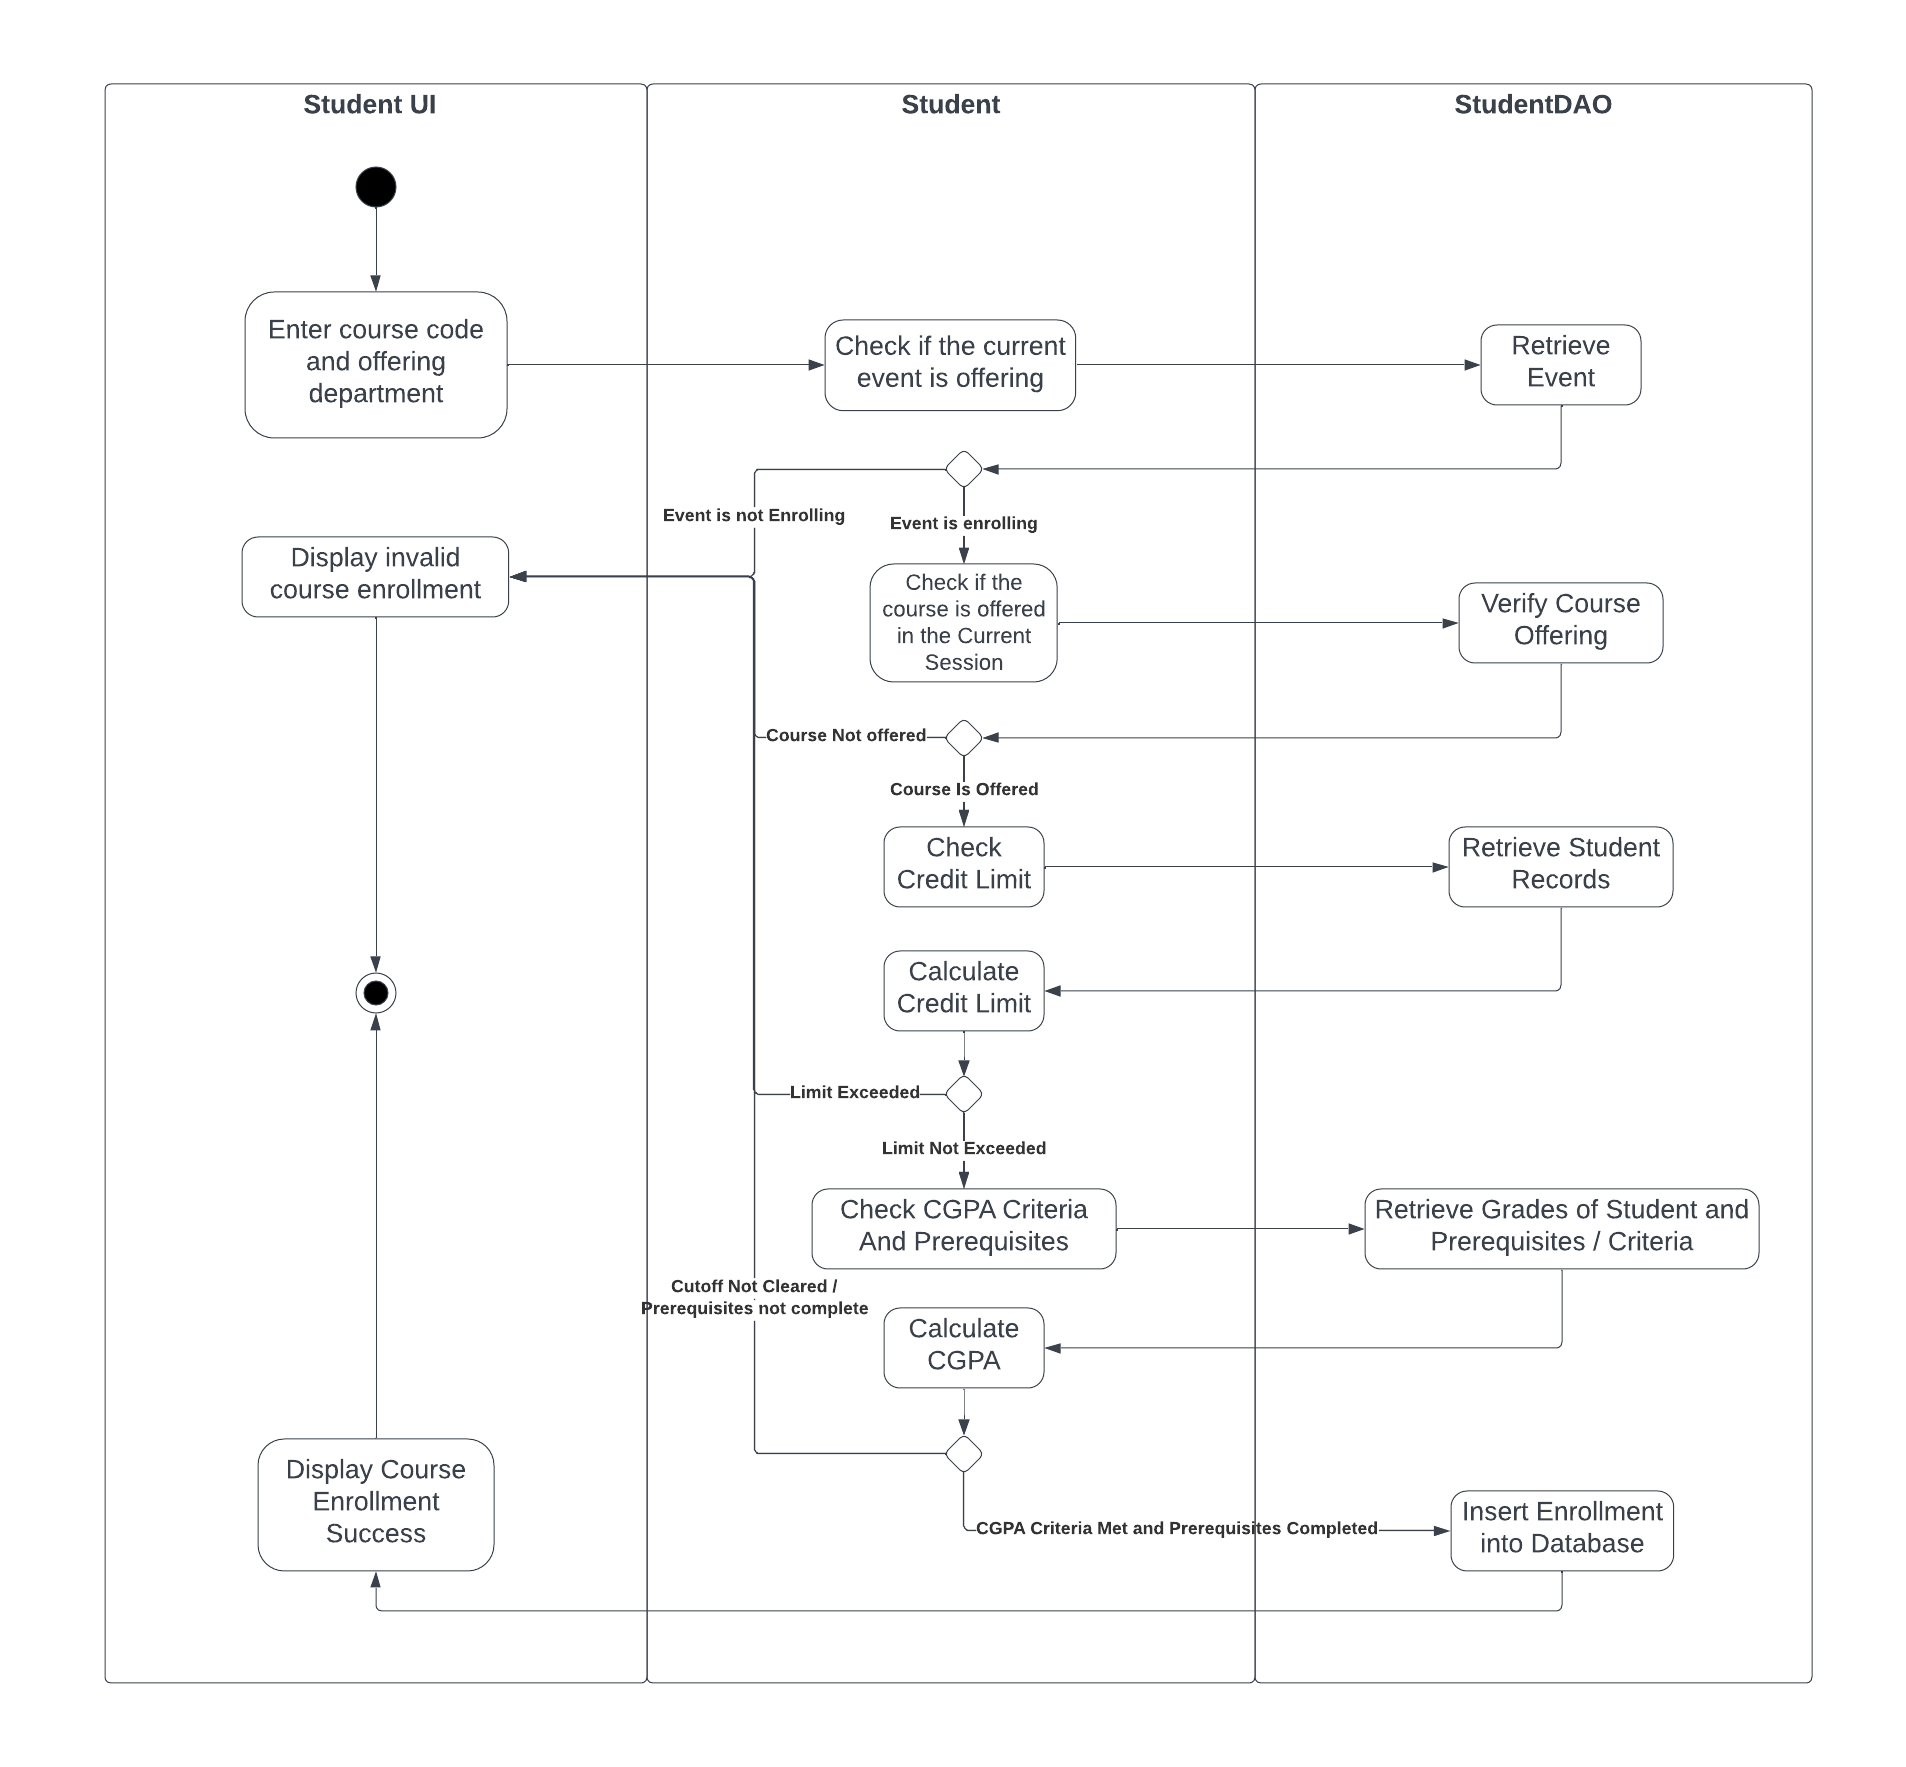 Student UI
Student
StudentDAO
Enter course code
and offering
department
Check if the current
event is offering
Retrieve
Event
Event is not Enrolling
Event is enrolling
Display invalid
course enrollment
Check if the
course is offered
in the Current
Session
Verify Course
Offering
Course Not offered
Course Is Offered
Check
Credit Limit
Retrieve Student
Records
Calculate
Credit Limit
Limit Exceeded
Limit Not Exceeded
Check CGPA Criteria
And Prerequisites
Retrieve Grades of Student and
Prerequisites / Criteria
Cutoff Not Cleared /
Prerequisites not complete
Calculate
CGPA
Display Course
Enrollment
Success
CGPA Criteria Met and Prerequisites Completed
Insert Enrollment
into Database